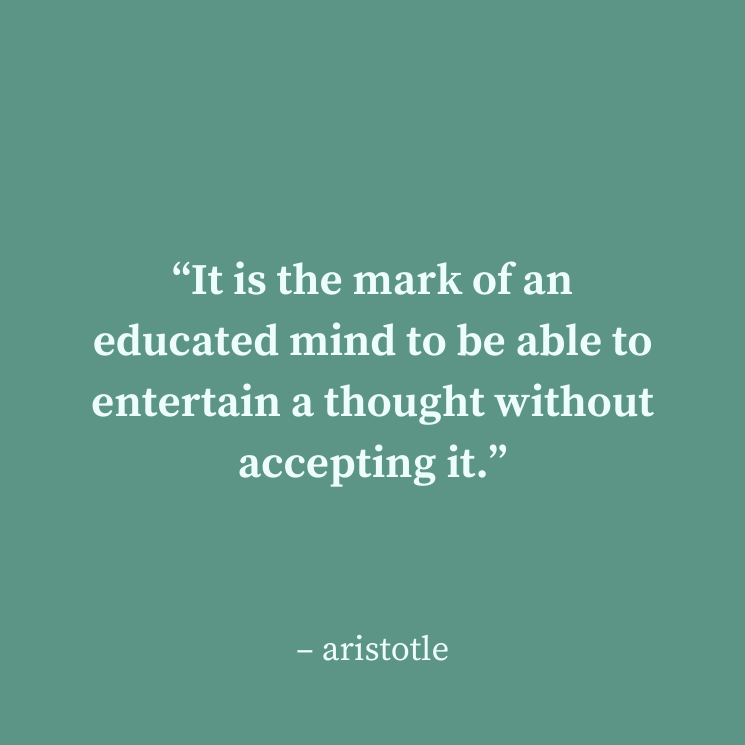 “It is the mark of an
educated mind to be able to
entertain a thought without
accepting it.”
– aristotle